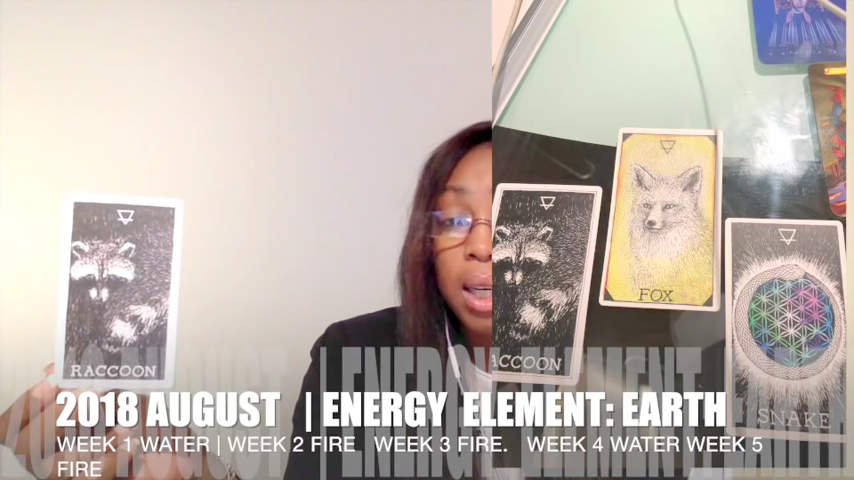 RACCOON
ACCOON
FOX
SNAKE
2018 AUGUST | ENERGY ELEMENT: EARTH
WEEK 1 WATER | WEEK 2 FIRE WEEK 3 FIRE. WEEK 4 WATER WEEK 5
FIRE